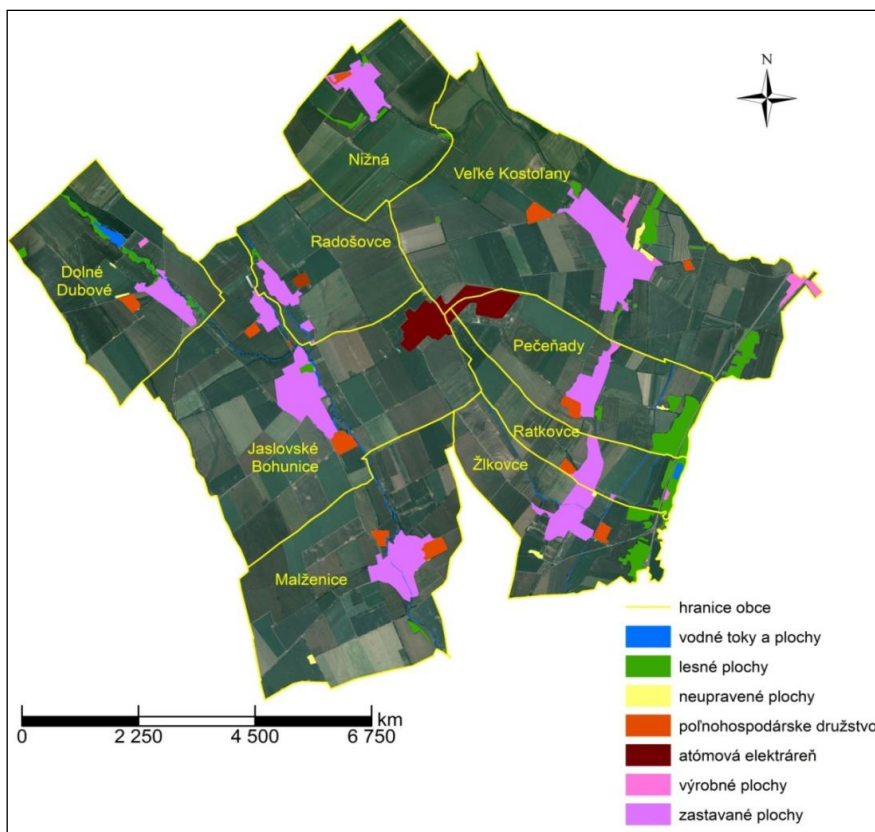 N
Nižná
Veľké Kostoľany
Radošovce
Dolné
Dubové
Pečeňady
Ratkovce
Jaslovské
Bohunice
Žlkovce
Malženice
hranice obce
vodné toky a plochy
lesné plochy
neupravené plochy
poľnohospodárske družstvo
atómová elektráreň
výrobné plochy
zastavané plochy
km
0 2 250 4 500 6 750